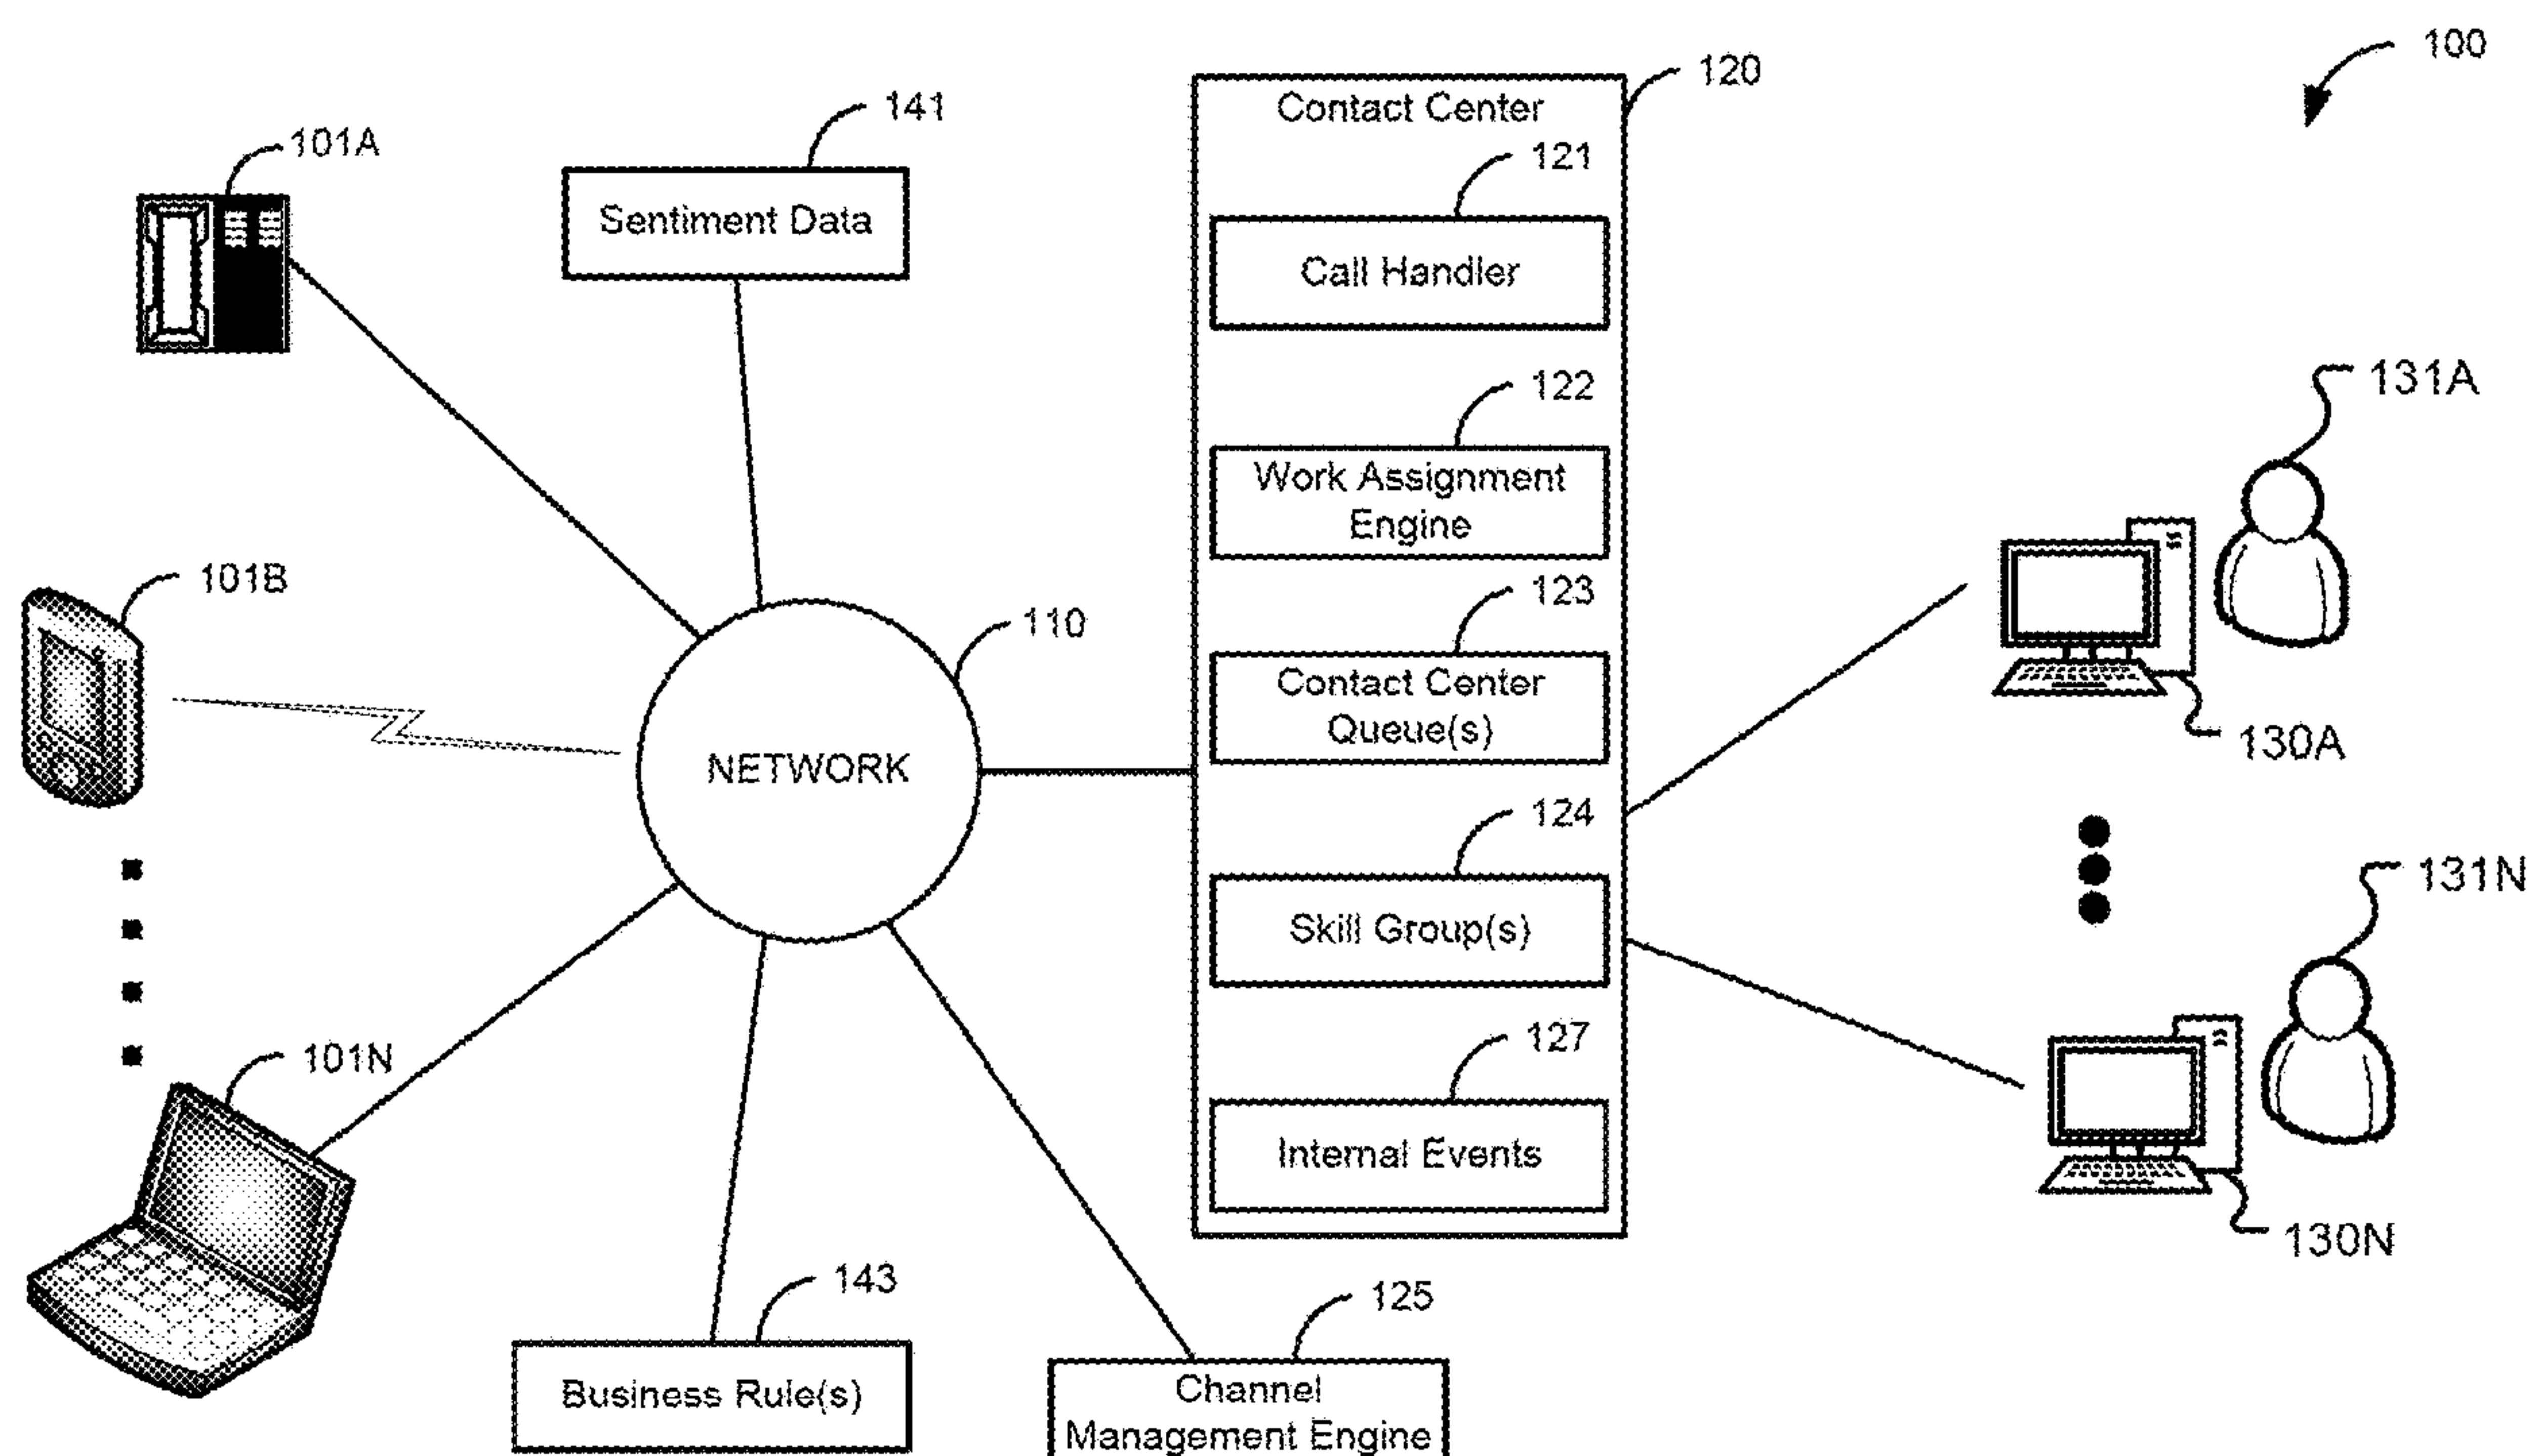 100
120
Contact Center
141
101A
121
Sentiment Data
Call Handler
122
131A
Work Assignment
Engine
101B
123
110
Contact Center
Queue(s)
130A
NETWORK
124
131N
Skill Group(s)
127
101N
Internal Events
130N
143
125
Business Rule(s)
Channel
Management Engine